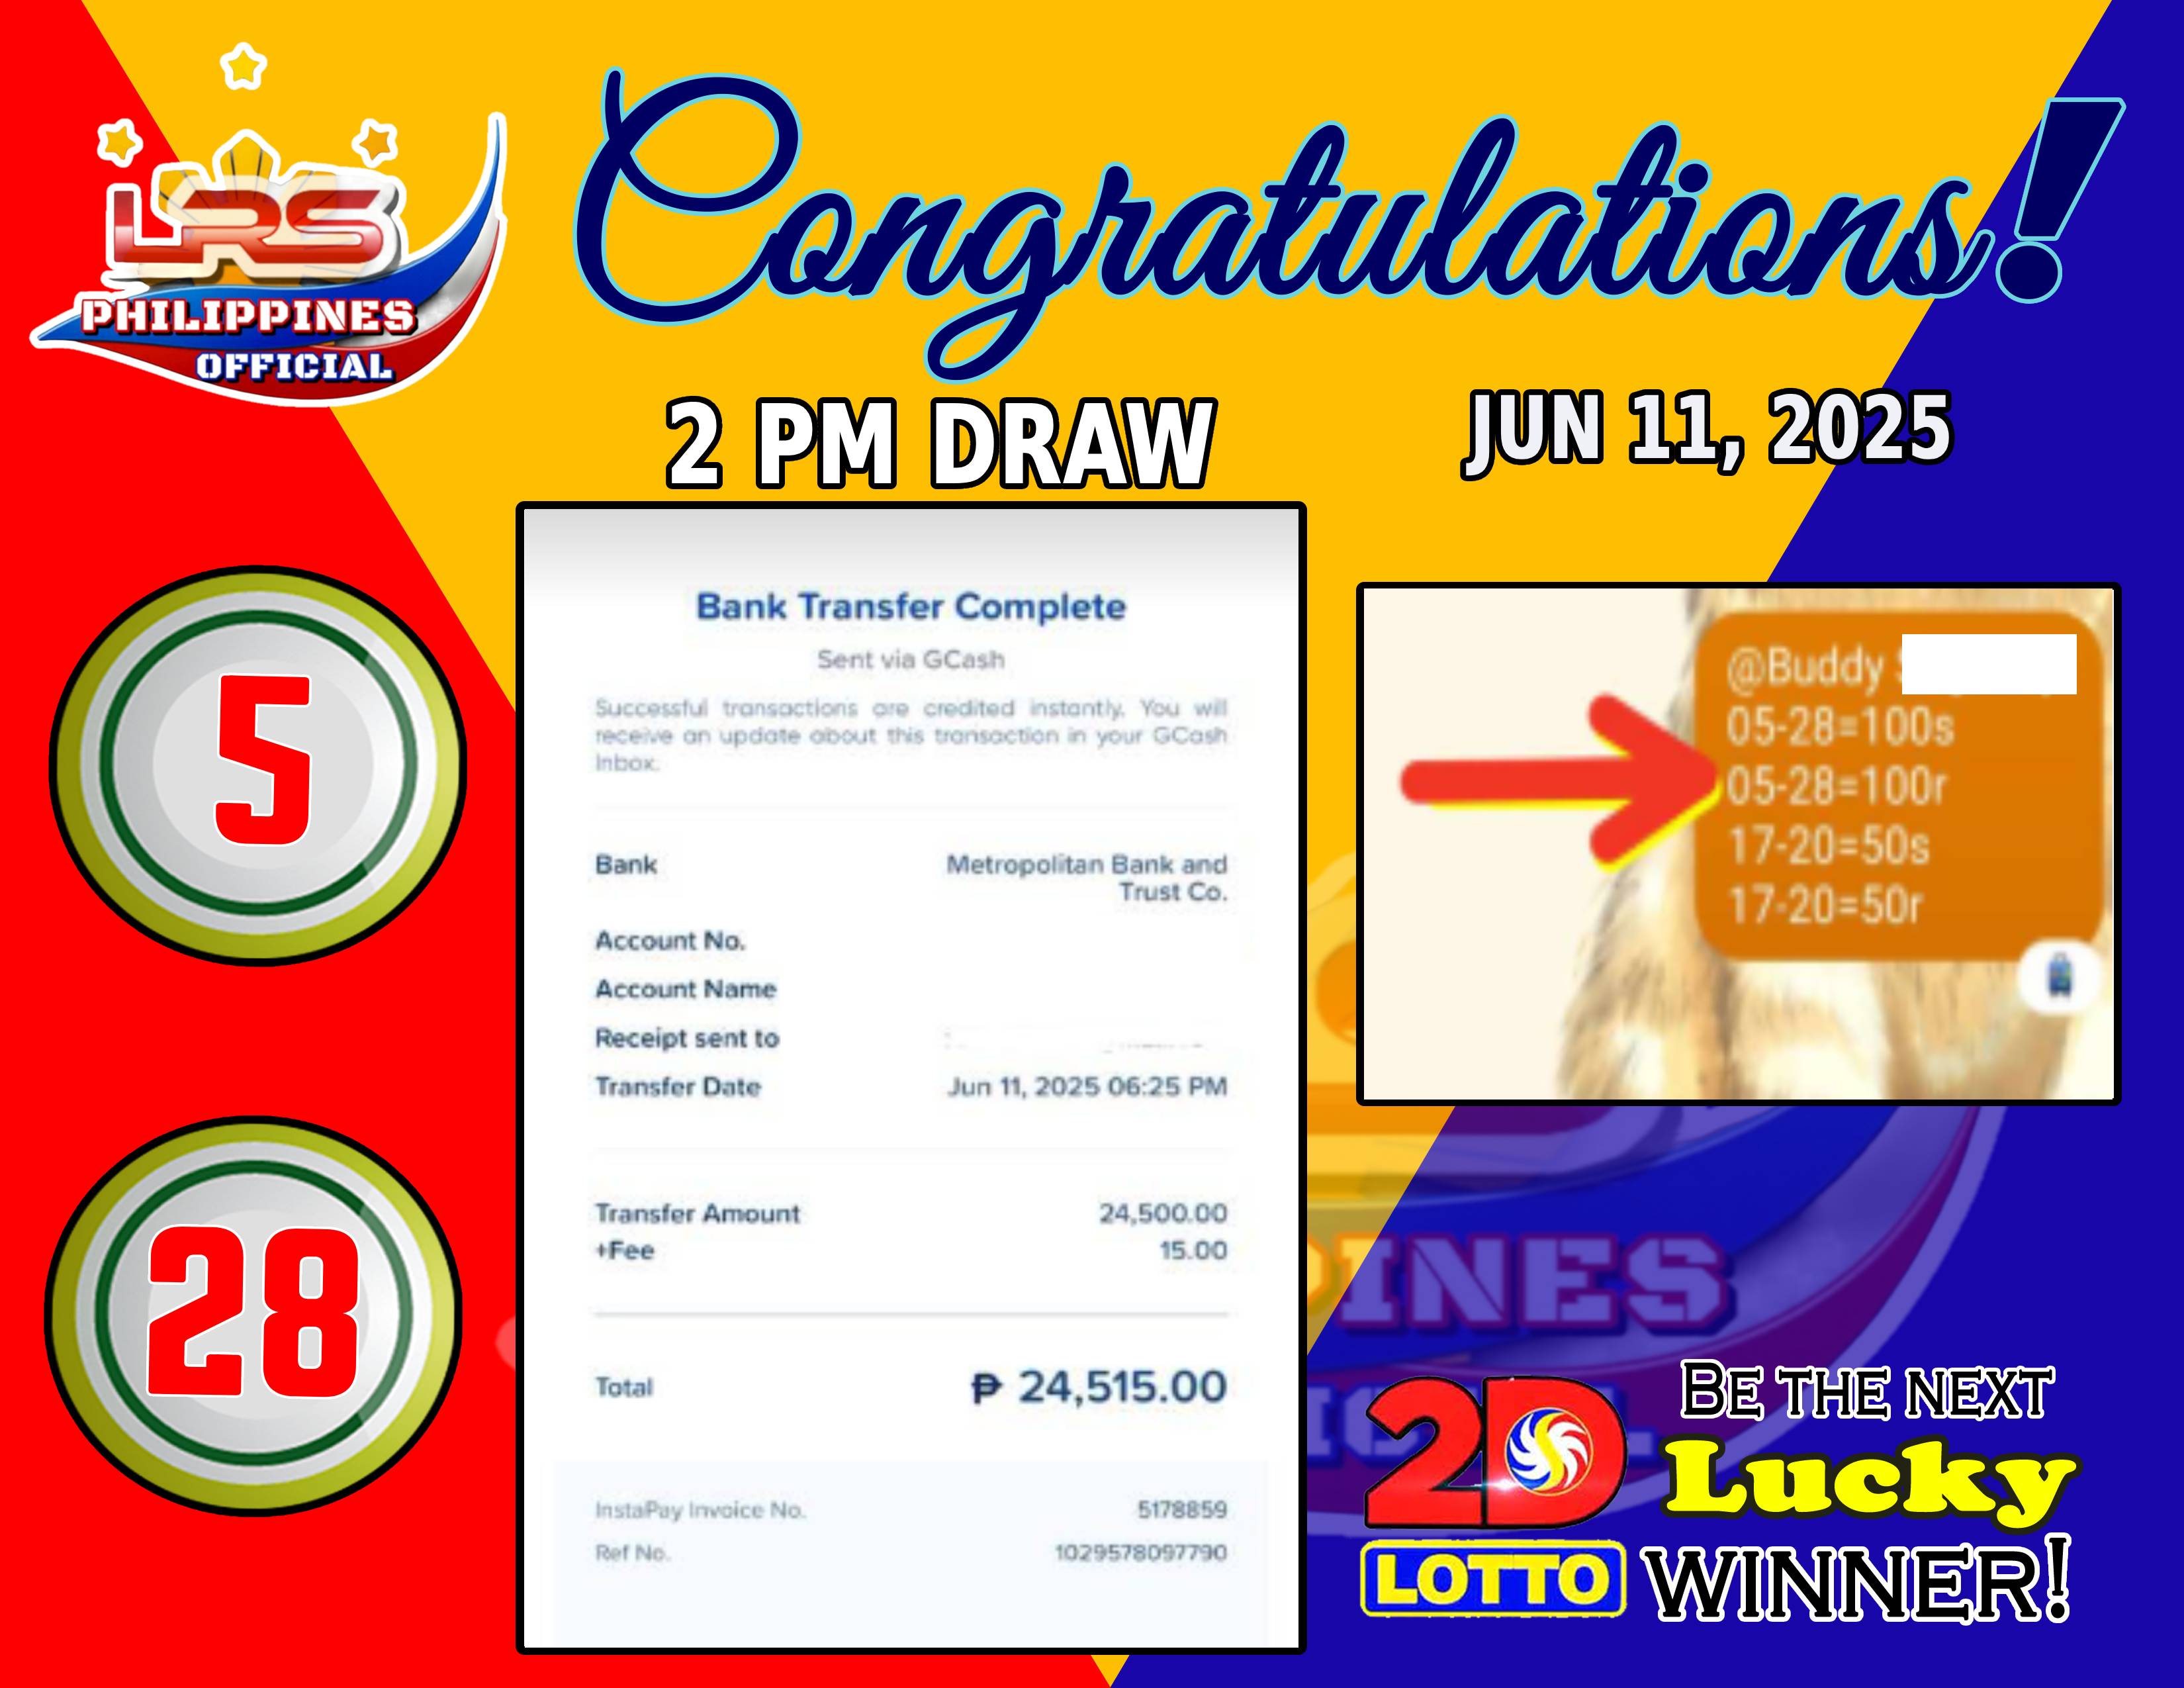 LRS
PHILIPPINES
OFFICIAL
Congratulations!
2 PM DRAW
JUN 11, 2025
5
28
Bank Transfer Complete
Sent via GCash
Successful transactions are credited instantly. You will
receive an update about this transaction in your GCash
Inbox.
Bank Metropolitan Bank and
Trust Co.
Account No.
Account Name
Receipt sent to
Transfer Date Jun 11, 2025 06:25 PM
Transfer Amount 24,500.00
+Fee 15.00
Total ₱ 24,515.00
InstaPay Invoice No. 5178859
Ref No. 1029578097790
@Buddy
05-28=100s
05-28=100r
17-20=50s
17-20=50r
PINES
2D
LOTTO
BE THE NEXT
Lucky
WINNER!